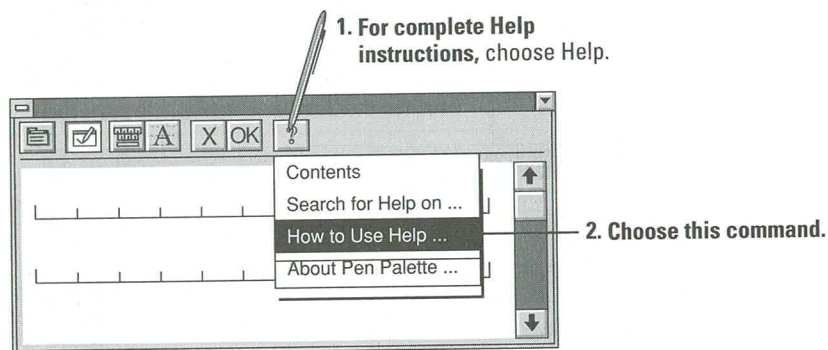 1. For complete Help
instructions, choose Help.
A X OK ?
Contents
Search for Help on ...
How to Use Help ...
About Pen Palette ...
2. Choose this command.